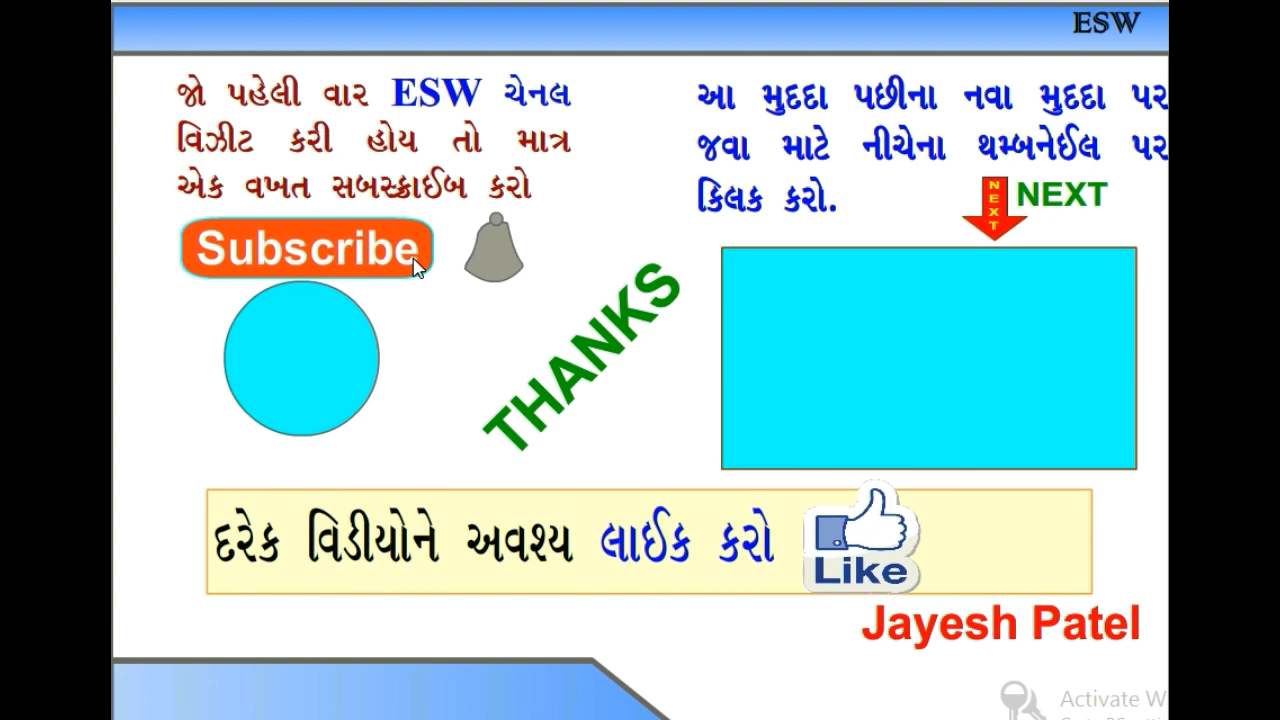 ESW
જો પહેલી વાર ESW ચેનલ
વિઝીટ કરી હોય તો માત્ર
એક વખત સબસ્ક્રાઈબ કરો
Subscribe
આ મુદદા પછીના નવા મુદદા પર
જવા માટે નીચેના થમ્બનેઈલ પર
ક્લિક કરો.
NEXT
NEXT
THANKS
દરેક વિડીયોને અવશ્ય લાઈક કરો
Like
Jayesh Patel
Activate W